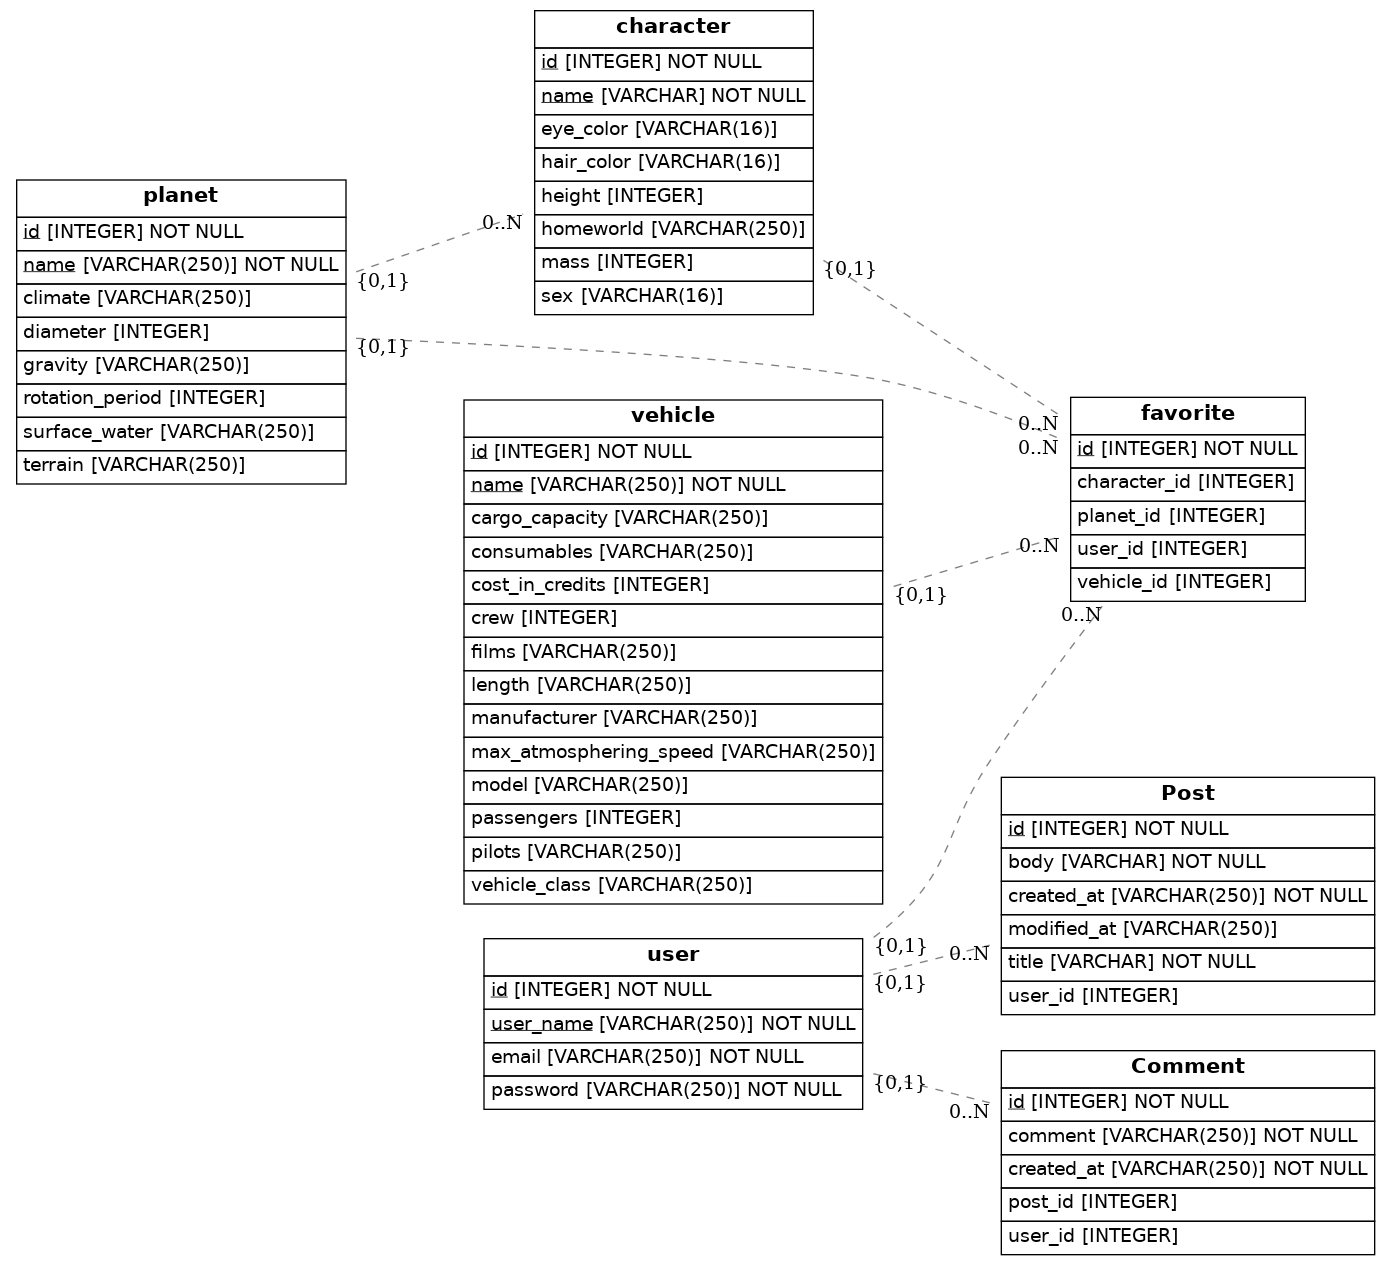 character
id [INTEGER] NOT NULL
name [VARCHAR] NOT NULL
eye_color [VARCHAR(16)]
hair_color [VARCHAR(16)]
height [INTEGER]
homeworld [VARCHAR(250)]
mass [INTEGER]
sex [VARCHAR(16)]
planet
id [INTEGER] NOT NULL
name [VARCHAR(250)] NOT NULL
climate [VARCHAR(250)]
diameter [INTEGER]
gravity [VARCHAR(250)]
rotation_period [INTEGER]
surface_water [VARCHAR(250)]
terrain [VARCHAR(250)]
0..N
{0,1}
{0,1}
{0,1}
0..N
0..N
vehicle
id [INTEGER] NOT NULL
name [VARCHAR(250)] NOT NULL
cargo_capacity [VARCHAR(250)]
consumables [VARCHAR(250)]
cost_in_credits [INTEGER]
crew [INTEGER]
films [VARCHAR(250)]
length [VARCHAR(250)]
manufacturer [VARCHAR(250)]
max_atmosphering_speed [VARCHAR(250)]
model [VARCHAR(250)]
passengers [INTEGER]
pilots [VARCHAR(250)]
vehicle_class [VARCHAR(250)]
favorite
id [INTEGER] NOT NULL
character_id [INTEGER]
planet_id [INTEGER]
user_id [INTEGER]
vehicle_id [INTEGER]
0..N
{0,1}
0..N
user
id [INTEGER] NOT NULL
user_name [VARCHAR(250)] NOT NULL
email [VARCHAR(250)] NOT NULL
password [VARCHAR(250)] NOT NULL
{0,1}
0..N
{0,1}
{0,1}
0..N
Post
id [INTEGER] NOT NULL
body [VARCHAR] NOT NULL
created_at [VARCHAR(250)] NOT NULL
modified_at [VARCHAR(250)]
title [VARCHAR] NOT NULL
user_id [INTEGER]
Comment
id [INTEGER] NOT NULL
comment [VARCHAR(250)] NOT NULL
created_at [VARCHAR(250)] NOT NULL
post_id [INTEGER]
user_id [INTEGER]